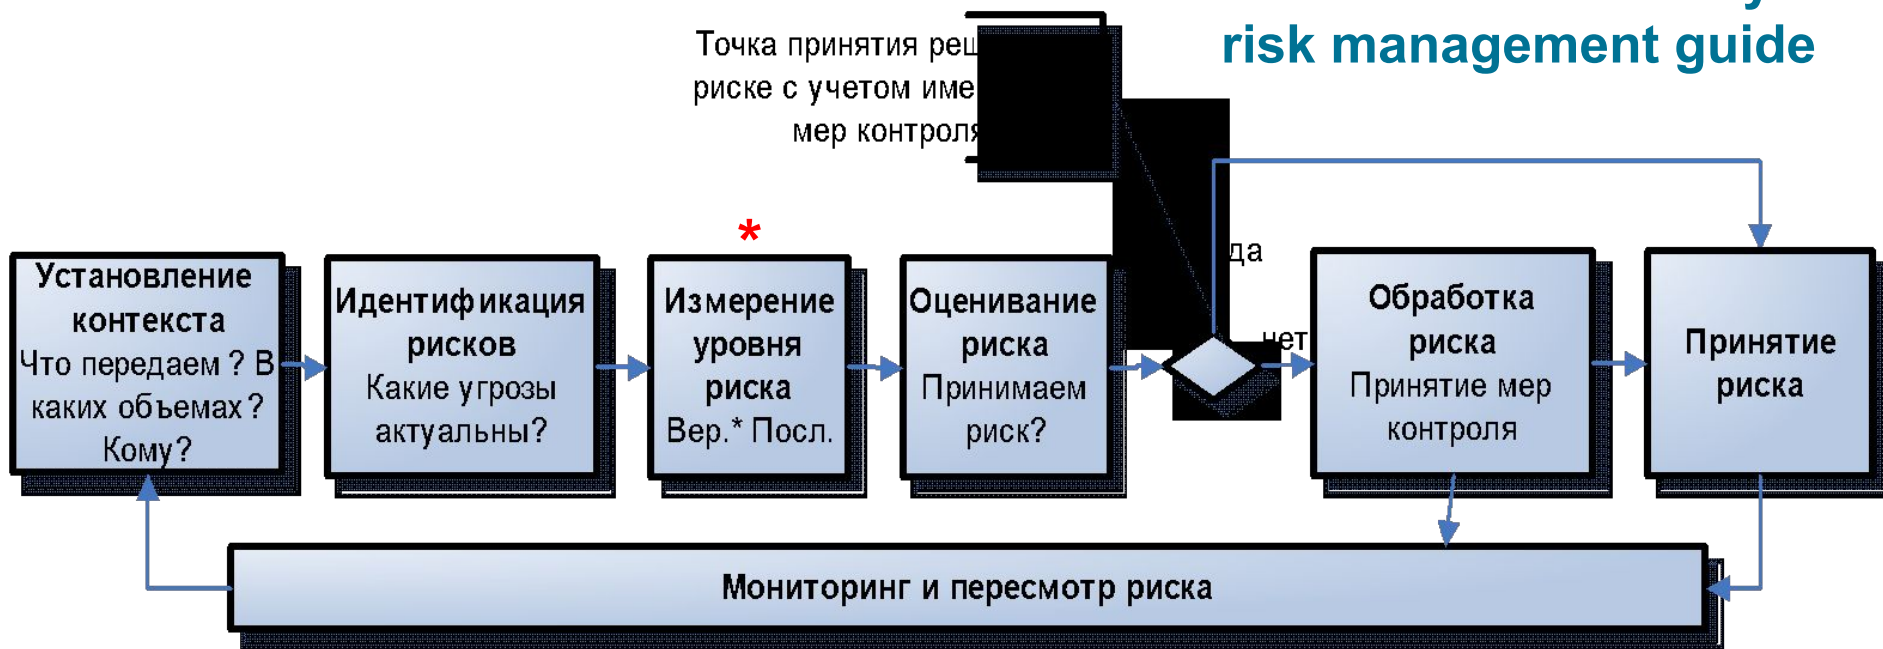 risk management guide
Точка принятия
риске с учетом
мер контроля
*
Установление
контекста
Что передаем ? В
каких объемах?
Кому?
Идентификация
рисков
Какие угрозы
актуальны?
Измерение
уровня
риска
Вер.* Посл.
Оценивание
риска
Принимаем
риск?
да
нет
Обработка
риска
Принятие мер
контроля
Принятие
риска
Мониторинг и пересмотр риска